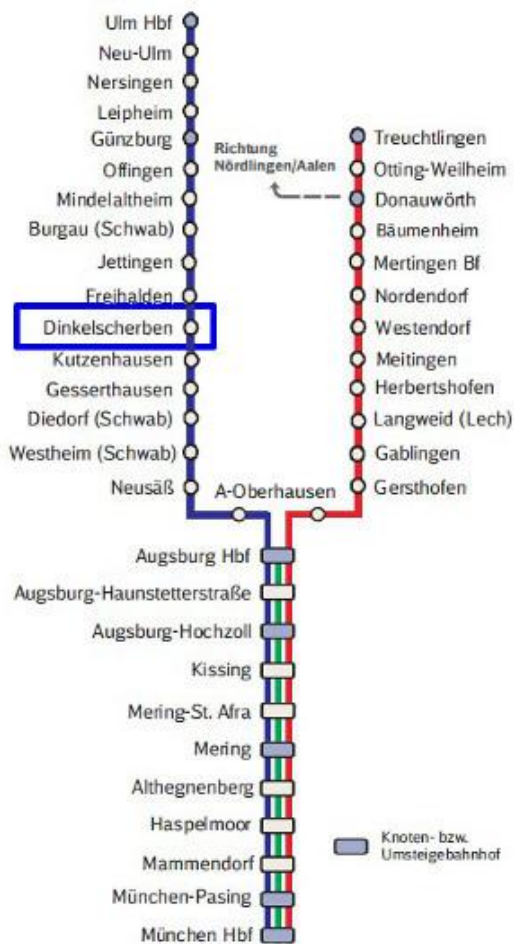 Ulm Hbf
Neu-Ulm
Nersingen
Leipheim
Günzburg
Offingen
Mindelaltheim
Burgau (Schwab)
Jettingen
Freihalden
Dinkelscherben
Kutzenhausen
Gessertshausen
Diedorf (Schwab)
Westheim (Schwab)
Neusäß
A-Oberhausen
Richtung
Nördlingen/Aalen
Treuchtlingen
Otting-Weilheim
Donauwörth
Bäumenheim
Mertingen Bf
Nordendorf
Westendorf
Meitingen
Herbertshofen
Langweid (Lech)
Gablingen
Gersthofen
Augsburg Hbf
Augsburg-Haunstetterstraße
Augsburg-Hochzoll
Kissing
Mering-St. Afra
Mering
Althegnenberg
Haspelmoor
Mammendorf
München-Pasing
München Hbf
Knoten- bzw.
Umsteigebahnhof